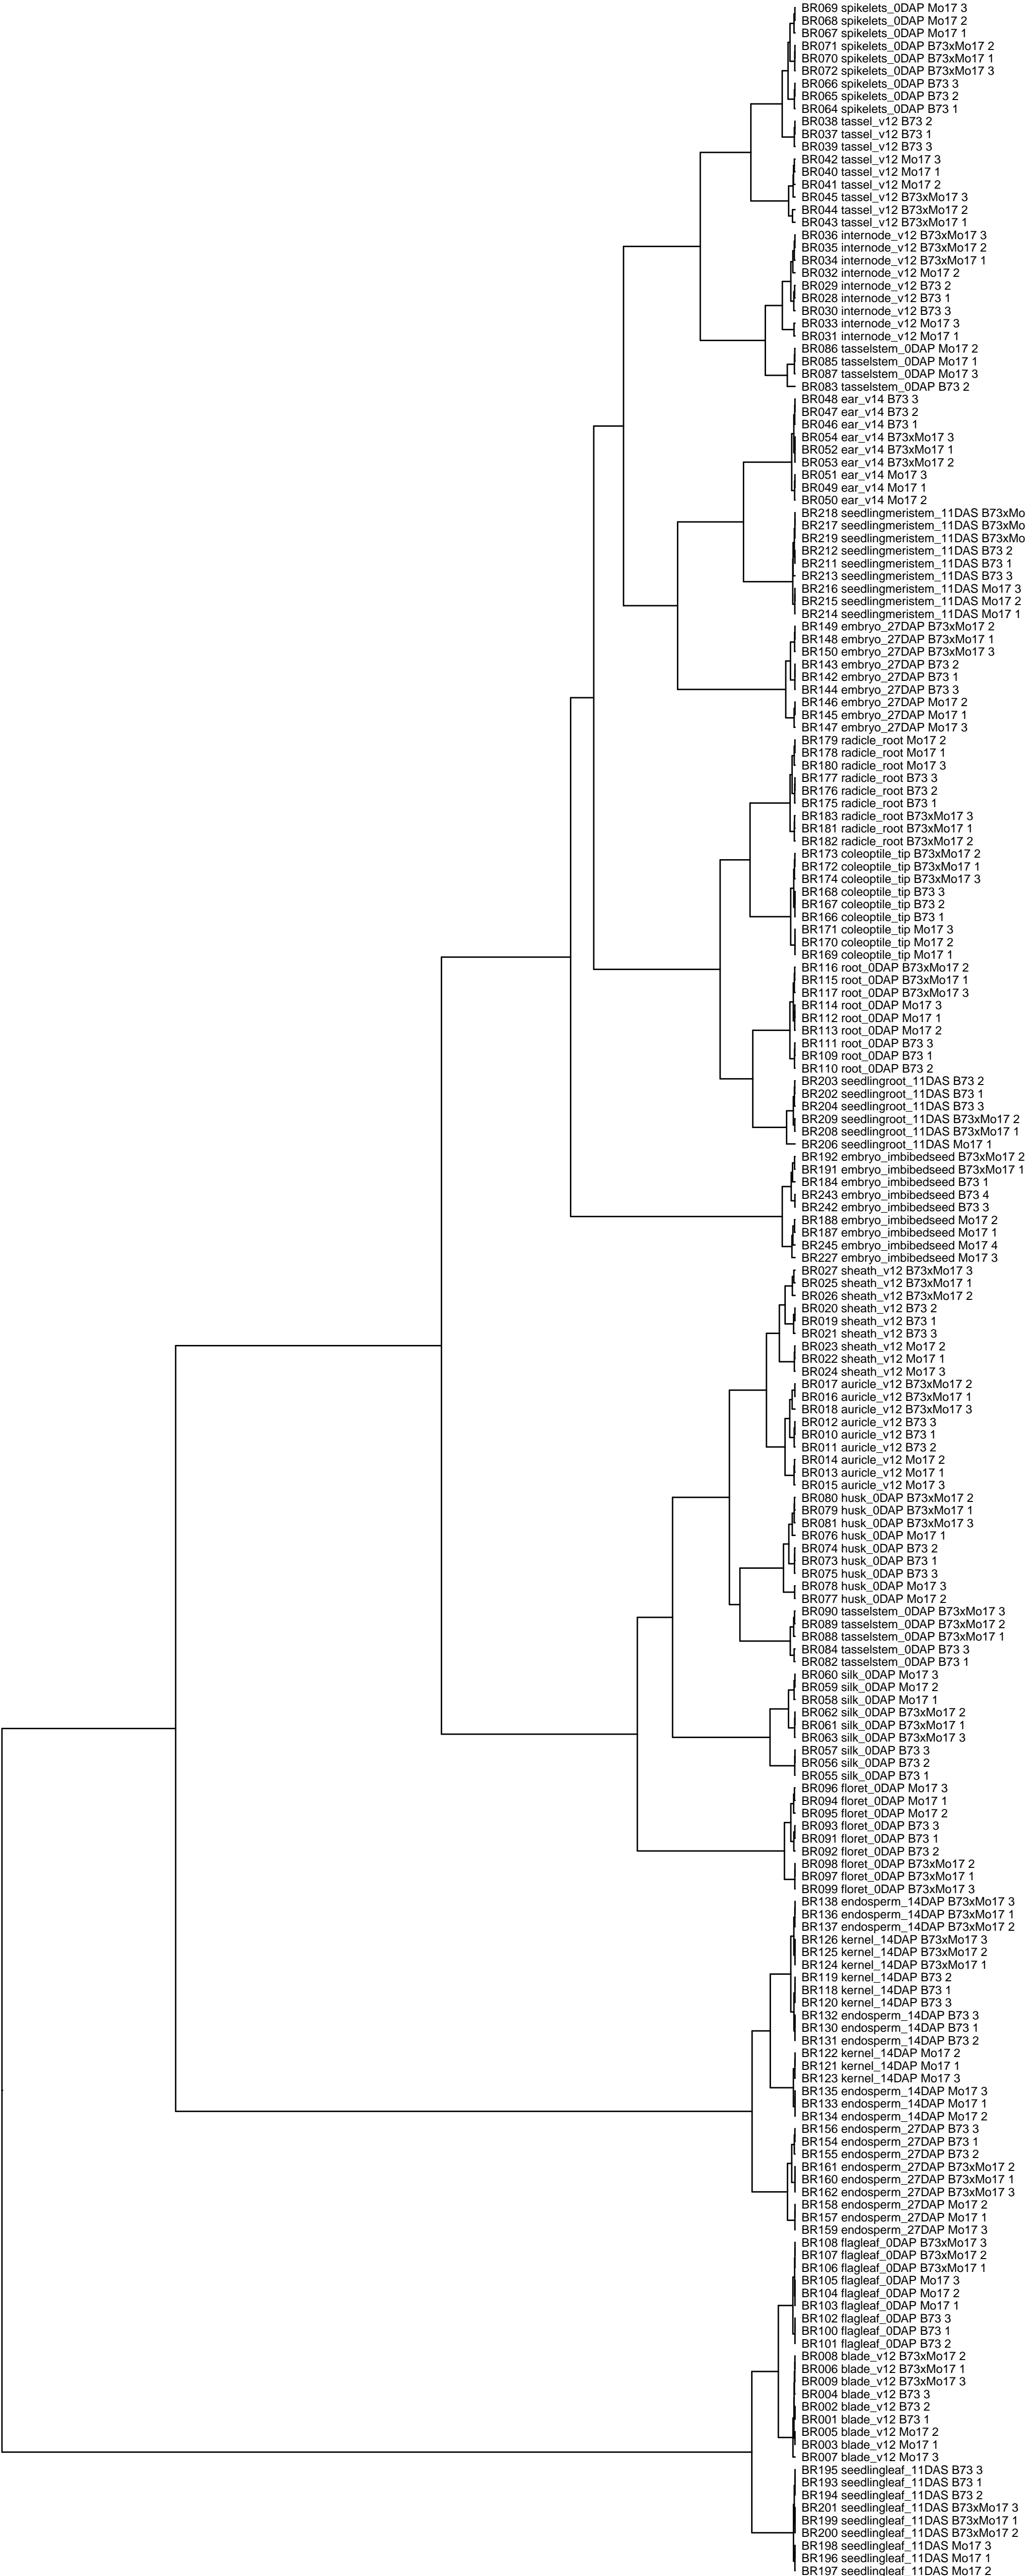 BR069 spikelets_0DAP Mo17 3
BR068 spikelets_0DAP Mo17 2
BR067 spikelets_0DAP Mo17 1
BR071 spikelets_0DAP B73xMo17 2
BR070 spikelets_0DAP B73xMo17 1
BR072 spikelets_0DAP B73xMo17 3
BR066 spikelets_0DAP B73 3
BR065 spikelets_0DAP B73 2
BR064 spikelets_0DAP B73 1
BR038 tassel_v12 B73 2
BR037 tassel_v12 B73 1
BR039 tassel_v12 B73 3
BR042 tassel_v12 Mo17 3
BR040 tassel_v12 Mo17 1
BR041 tassel_v12 Mo17 2
BR045 tassel_v12 B73xMo17 3
BR044 tassel_v12 B73xMo17 2
BR043 tassel_v12 B73xMo17 1
BR036 internode_v12 B73xMo17 3
BR035 internode_v12 B73xMo17 2
BR034 internode_v12 B73xMo17 1
BR032 internode_v12 Mo17 2
BR029 internode_v12 B73 2
BR028 internode_v12 B73 1
BR030 internode_v12 B73 3
BR033 internode_v12 Mo17 3
BR031 internode_v12 Mo17 1
BR086 tasselstem_0DAP Mo17 2
BR085 tasselstem_0DAP Mo17 1
BR087 tasselstem_0DAP Mo17 3
BR083 tasselstem_0DAP B73 2
BR048 ear_v14 B73 3
BR047 ear_v14 B73 2
BR046 ear_v14 B73 1
BR054 ear_v14 B73xMo17 3
BR052 ear_v14 B73xMo17 1
BR053 ear_v14 B73xMo17 2
BR051 ear_v14 Mo17 3
BR049 ear_v14 Mo17 1
BR050 ear_v14 Mo17 2
BR218 seedlingmeristem_11DAS B73xMo
BR217 seedlingmeristem_11DAS B73xMo
BR219 seedlingmeristem_11DAS B73xMo
BR212 seedlingmeristem_11DAS B73 2
BR211 seedlingmeristem_11DAS B73 1
BR213 seedlingmeristem_11DAS B73 3
BR216 seedlingmeristem_11DAS Mo17 3
BR215 seedlingmeristem_11DAS Mo17 2
BR214 seedlingmeristem_11DAS Mo17 1
BR149 embryo_27DAP B73xMo17 2
BR148 embryo_27DAP B73xMo17 1
BR150 embryo_27DAP B73xMo17 3
BR143 embryo_27DAP B73 2
BR142 embryo_27DAP B73 1
BR144 embryo_27DAP B73 3
BR146 embryo_27DAP Mo17 2
BR145 embryo_27DAP Mo17 1
BR147 embryo_27DAP Mo17 3
BR179 radicle_root Mo17 2
BR178 radicle_root Mo17 1
BR180 radicle_root Mo17 3
BR177 radicle_root B73 3
BR176 radicle_root B73 2
BR175 radicle_root B73 1
BR183 radicle_root B73xMo17 3
BR181 radicle_root B73xMo17 1
BR182 radicle_root B73xMo17 2
BR173 coleoptile_tip B73xMo17 2
BR172 coleoptile_tip B73xMo17 1
BR174 coleoptile_tip B73xMo17 3
BR168 coleoptile_tip B73 3
BR167 coleoptile_tip B73 2
BR166 coleoptile_tip B73 1
BR171 coleoptile_tip Mo17 3
BR170 coleoptile_tip Mo17 2
BR169 coleoptile_tip Mo17 1
BR116 root_0DAP B73xMo17 2
BR115 root_0DAP B73xMo17 1
BR117 root_0DAP B73xMo17 3
BR114 root_0DAP Mo17 3
BR112 root_0DAP Mo17 1
BR113 root_0DAP Mo17 2
BR111 root_0DAP B73 3
BR109 root_0DAP B73 1
BR110 root_0DAP B73 2
BR203 seedlingroot_11DAS B73 2
BR202 seedlingroot_11DAS B73 1
BR204 seedlingroot_11DAS B73 3
BR209 seedlingroot_11DAS B73xMo17 2
BR208 seedlingroot_11DAS B73xMo17 1
BR206 seedlingroot_11DAS Mo17 1
BR192 embryo_imbibedseed B73xMo17 2
BR191 embryo_imbibedseed B73xMo17 1
BR184 embryo_imbibedseed B73 1
BR243 embryo_imbibedseed B73 4
BR242 embryo_imbibedseed B73 3
BR188 embryo_imbibedseed Mo17 2
BR187 embryo_imbibedseed Mo17 1
BR245 embryo_imbibedseed Mo17 4
BR227 embryo_imbibedseed Mo17 3
BR027 sheath_v12 B73xMo17 3
BR025 sheath_v12 B73xMo17 1
BR026 sheath_v12 B73xMo17 2
BR020 sheath_v12 B73 2
BR019 sheath_v12 B73 1
BR021 sheath_v12 B73 3
BR023 sheath_v12 Mo17 2
BR022 sheath_v12 Mo17 1
BR024 sheath_v12 Mo17 3
BR017 auricle_v12 B73xMo17 2
BR016 auricle_v12 B73xMo17 1
BR018 auricle_v12 B73xMo17 3
BR012 auricle_v12 B73 3
BR010 auricle_v12 B73 1
BR011 auricle_v12 B73 2
BR014 auricle_v12 Mo17 2
BR013 auricle_v12 Mo17 1
BR015 auricle_v12 Mo17 3
BR080 husk_0DAP B73xMo17 2
BR079 husk_0DAP B73xMo17 1
BR081 husk_0DAP B73xMo17 3
BR076 husk_0DAP Mo17 1
BR074 husk_0DAP B73 2
BR073 husk_0DAP B73 1
BR075 husk_0DAP B73 3
BR078 husk_0DAP Mo17 3
BR077 husk_0DAP Mo17 2
BR090 tasselstem_0DAP B73xMo17 3
BR089 tasselstem_0DAP B73xMo17 2
BR088 tasselstem_0DAP B73xMo17 1
BR084 tasselstem_0DAP B73 3
BR082 tasselstem_0DAP B73 1
BR060 silk_0DAP Mo17 3
BR059 silk_0DAP Mo17 2
BR058 silk_0DAP Mo17 1
BR062 silk_0DAP B73xMo17 2
BR061 silk_0DAP B73xMo17 1
BR063 silk_0DAP B73xMo17 3
BR057 silk_0DAP B73 3
BR056 silk_0DAP B73 2
BR055 silk_0DAP B73 1
BR096 floret_0DAP Mo17 3
BR094 floret_0DAP Mo17 1
BR095 floret_0DAP Mo17 2
BR093 floret_0DAP B73 3
BR091 floret_0DAP B73 1
BR092 floret_0DAP B73 2
BR098 floret_0DAP B73xMo17 2
BR097 floret_0DAP B73xMo17 1
BR099 floret_0DAP B73xMo17 3
BR138 endosperm_14DAP B73xMo17 3
BR136 endosperm_14DAP B73xMo17 1
BR137 endosperm_14DAP B73xMo17 2
BR126 kernel_14DAP B73xMo17 3
BR125 kernel_14DAP B73xMo17 2
BR124 kernel_14DAP B73xMo17 1
BR119 kernel_14DAP B73 2
BR118 kernel_14DAP B73 1
BR120 kernel_14DAP B73 3
BR132 endosperm_14DAP B73 3
BR130 endosperm_14DAP B73 1
BR131 endosperm_14DAP B73 2
BR122 kernel_14DAP Mo17 2
BR121 kernel_14DAP Mo17 1
BR123 kernel_14DAP Mo17 3
BR135 endosperm_14DAP Mo17 3
BR133 endosperm_14DAP Mo17 1
BR134 endosperm_14DAP Mo17 2
BR156 endosperm_27DAP B73 3
BR154 endosperm_27DAP B73 1
BR155 endosperm_27DAP B73 2
BR161 endosperm_27DAP B73xMo17 2
BR160 endosperm_27DAP B73xMo17 1
BR162 endosperm_27DAP B73xMo17 3
BR158 endosperm_27DAP Mo17 2
BR157 endosperm_27DAP Mo17 1
BR159 endosperm_27DAP Mo17 3
BR108 flagleaf_0DAP B73xMo17 3
BR107 flagleaf_0DAP B73xMo17 2
BR106 flagleaf_0DAP B73xMo17 1
BR105 flagleaf_0DAP Mo17 3
BR104 flagleaf_0DAP Mo17 2
BR103 flagleaf_0DAP Mo17 1
BR102 flagleaf_0DAP B73 3
BR100 flagleaf_0DAP B73 1
BR101 flagleaf_0DAP B73 2
BR008 blade_v12 B73xMo17 2
BR006 blade_v12 B73xMo17 1
BR009 blade_v12 B73xMo17 3
BR004 blade_v12 B73 3
BR002 blade_v12 B73 2
BR001 blade_v12 B73 1
BR005 blade_v12 Mo17 2
BR003 blade_v12 Mo17 1
BR007 blade_v12 Mo17 3
BR195 seedlingleaf_11DAS B73 3
BR193 seedlingleaf_11DAS B73 1
BR194 seedlingleaf_11DAS B73 2
BR201 seedlingleaf_11DAS B73xMo17 3
BR199 seedlingleaf_11DAS B73xMo17 1
BR200 seedlingleaf_11DAS B73xMo17 2
BR198 seedlingleaf_11DAS Mo17 3
BR196 seedlingleaf_11DAS Mo17 1
BR197 seedlingleaf_11DAS Mo17 2